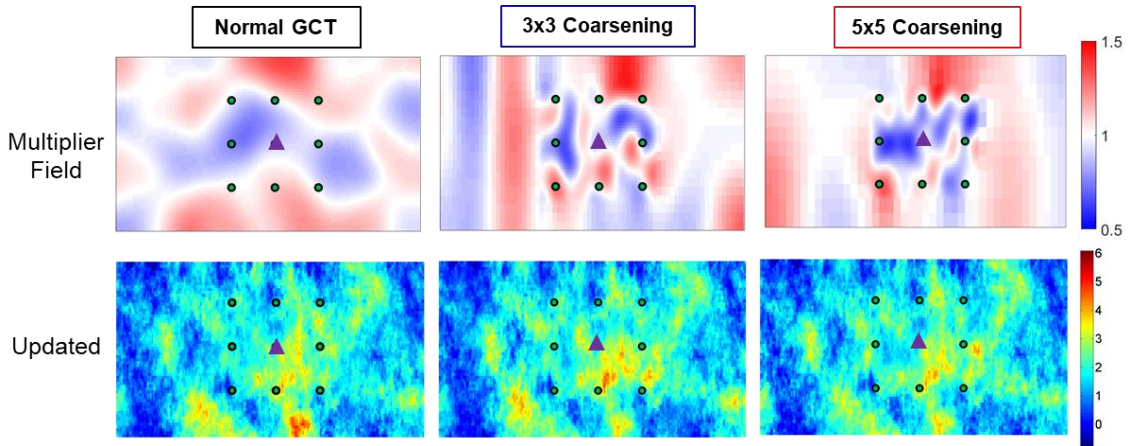 Normal GCT
3x3 Coarsening
5x5 Coarsening
Multiplier
Field
1.5
1
0.5
Updated
6
5
4
3
2
1
0